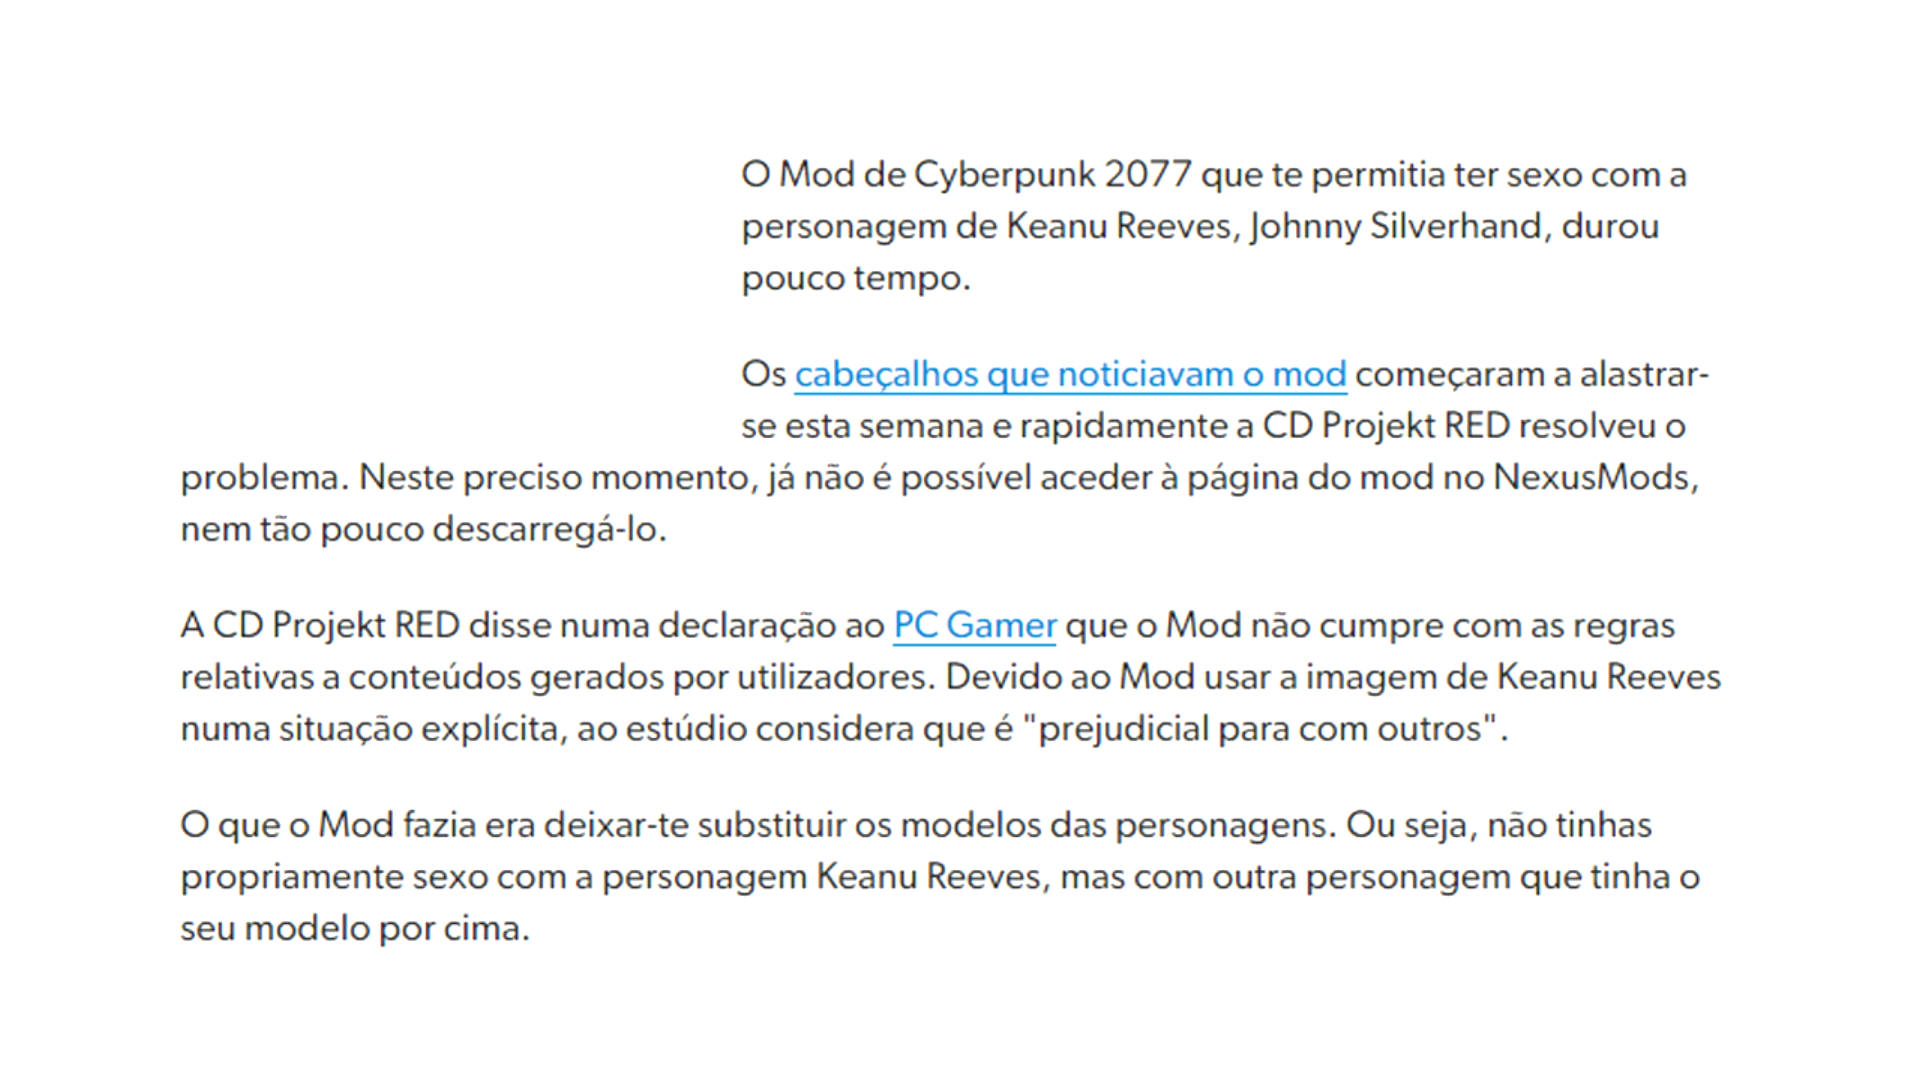 O Mod de Cyberpunk 2077 que te permitia ter sexo com a
personagem de Keanu Reeves, Johnny Silverhand, durou
pouco tempo.
Os cabeçalhos que noticiavam o mod começaram a alastrar-
se esta semana e rapidamente a CD Projekt RED resolveu o
problema. Neste preciso momento, já não é possível aceder à página do mod no NexusMods,
nem tão pouco descarregá-lo.
A CD Projekt RED disse numa declaração ao PC Gamer que o Mod não cumpre com as regras
relativas a conteúdos gerados por utilizadores. Devido ao Mod usar a imagem de Keanu Reeves
numa situação explícita, ao estúdio considera que é "prejudicial para com outros".
O que o Mod fazia era deixar-te substituir os modelos das personagens. Ou seja, não tinhas
propriamente sexo com a personagem Keanu Reeves, mas com outra personagem que tinha o
seu modelo por cima.